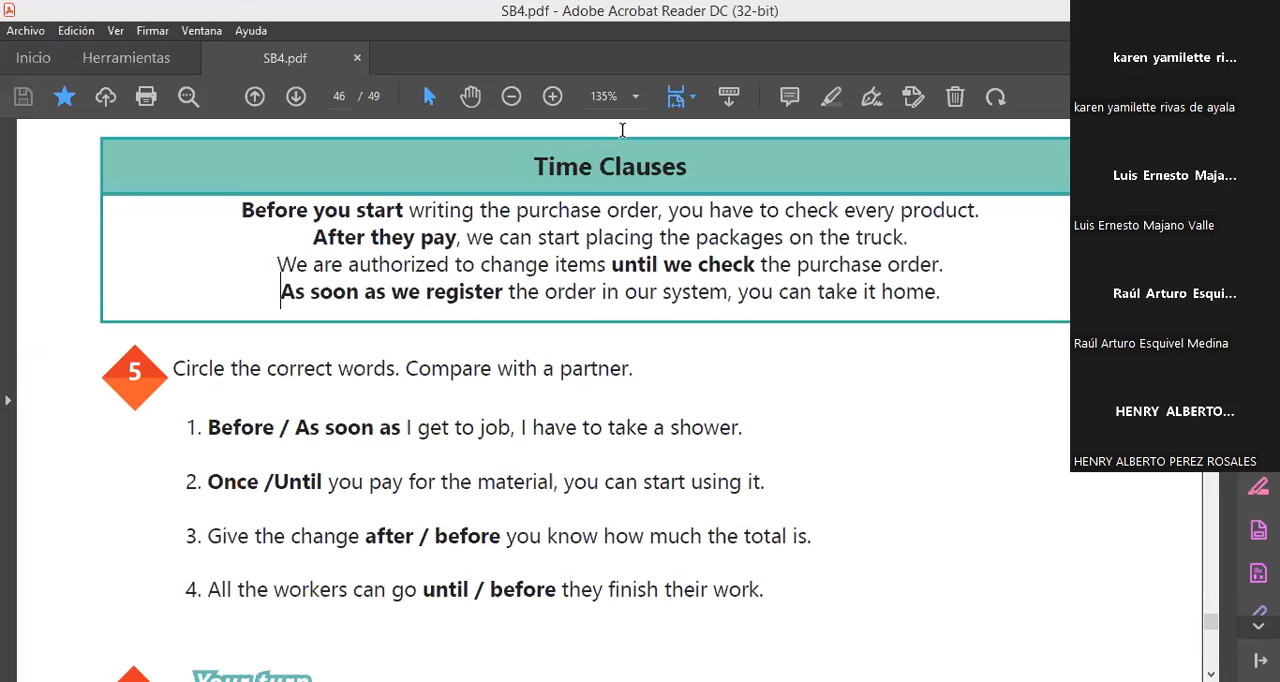 SB4.pdf - Adobe Acrobat Reader DC (32-bit)
Archivo Edición Ver Firmar Ventana Ayuda
Inicio Herramientas SB4.pdf ×
46 / 49 135%
Time Clauses
Before you start writing the purchase order, you have to check every product.
After they pay, we can start placing the packages on the truck.
We are authorized to change items until we check the purchase order.
As soon as we register the order in our system, you can take it home.
5 Circle the correct words. Compare with a partner.
1. Before / As soon as I get to job, I have to take a shower.
2. Once /Until you pay for the material, you can start using it.
3. Give the change after / before you know how much the total is.
4. All the workers can go until / before they finish their work.
Your turn
karen yamilette ri...
karen yamilette rivas de ayala
Luis Ernesto Maja...
Luis Ernesto Majano Valle
Raúl Arturo Esqui...
Raúl Arturo Esquivel Medina
HENRY ALBERTO...
HENRY ALBERTO PEREZ ROSALES